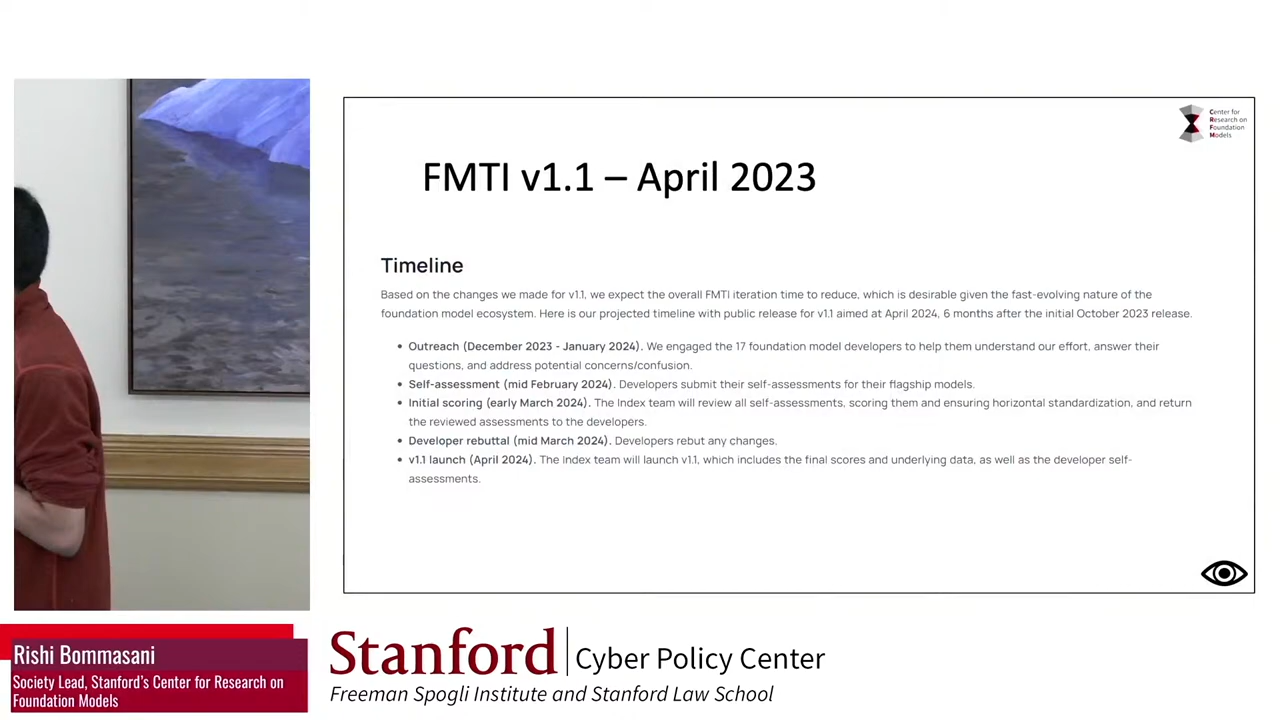 Center for
Research on
Foundation
Models
FMTI v1.1 – April 2023
Timeline
Based on the changes we made for v1.1, we expect the overall FMTI iteration time to reduce, which is desirable given the fast-evolving nature of the
foundation model ecosystem. Here is our projected timeline with public release for v1.1 aimed at April 2024, 6 months after the initial October 2023 release.
• Outreach (December 2023 - January 2024). We engaged the 17 foundation model developers to help them understand our effort, answer their
questions, and address potential concerns/confusion.
• Self-assessment (mid February 2024). Developers submit their self-assessments for their flagship models.
• Initial scoring (early March 2024). The Index team will review all self-assessments, scoring them and ensuring horizontal standardization, and return
the reviewed assessments to the developers.
• Developer rebuttal (mid March 2024). Developers rebut any changes.
• v1.1 launch (April 2024). The Index team will launch v1.1, which includes the final scores and underlying data, as well as the developer self-
assessments.
Rishi Bommasani
Society Lead, Stanford's Center for Research on
Foundation Models
Stanford | Cyber Policy Center
Freeman Spogli Institute and Stanford Law School